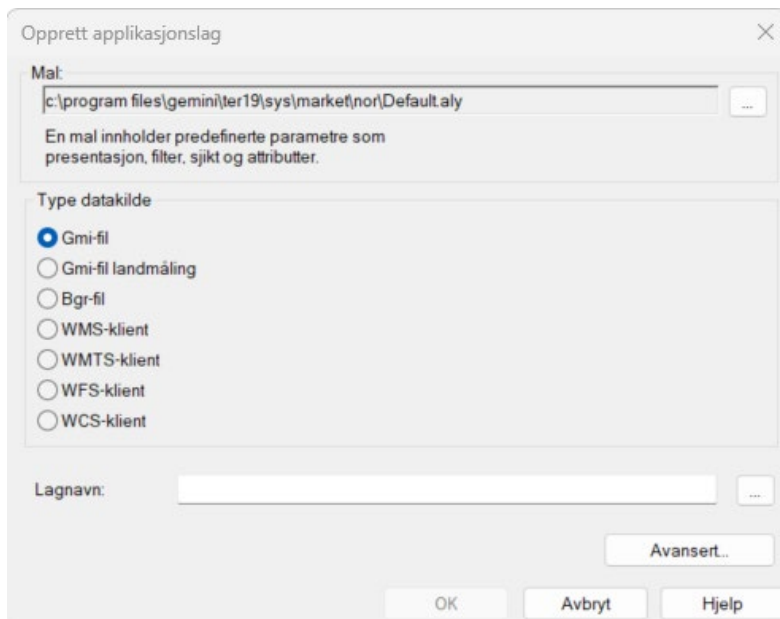 Opprett applikasjonslag
Mal:
c:\program files\gemini\ter19\sys\market\nor\Default.aly
...
En mal innholder predefinerte parametre som
presentasjon, filter, sjikt og attributter.
Type datakilde
Gmi-fil
Gmi-fil landmåling
Bgr-fil
WMS-klient
WMTS-klient
WFS-klient
WCS-klient
Lagnavn:
...
Avansert...
OK
Avbryt
Hjelp